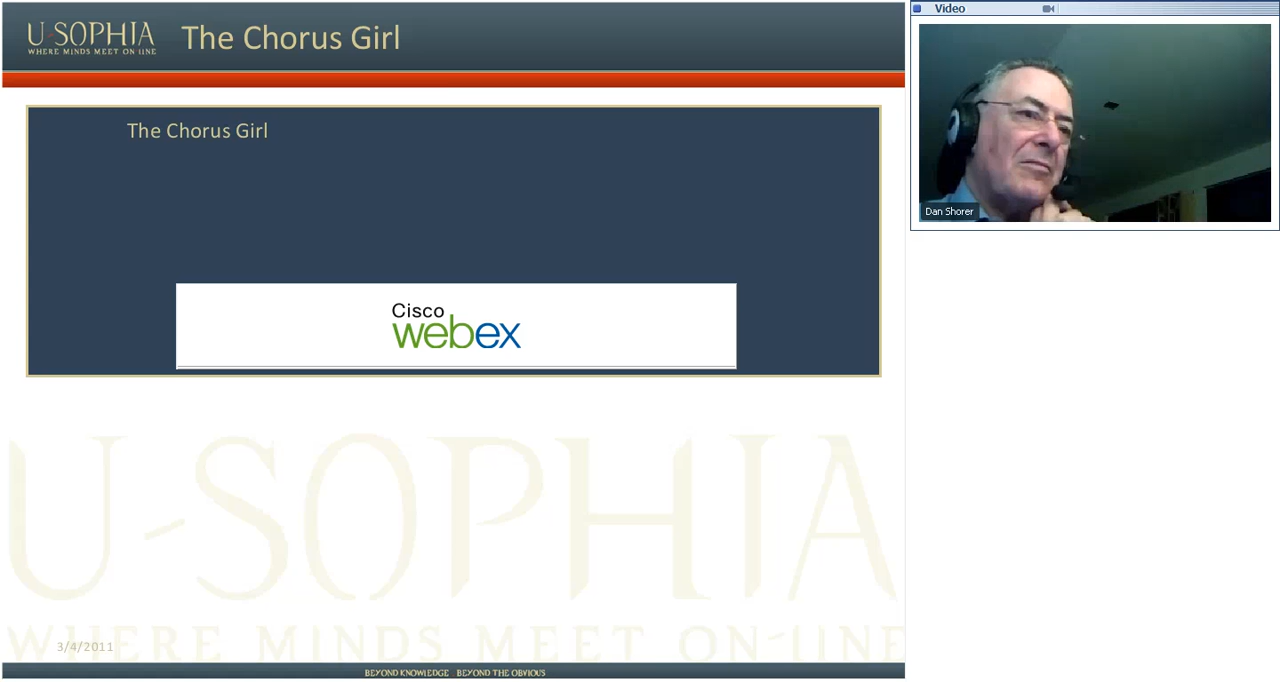 U-SOPHIA
WHERE MINDS MEET ON-LINE
The Chorus Girl
The Chorus Girl
Cisco
webex
U-SOPHIA
WHERE MINDS MEET ON-LINE
3/4/2011
BEYOND KNOWLEDGE BEYOND THE OBVIOUS
Video
Dan Shorer